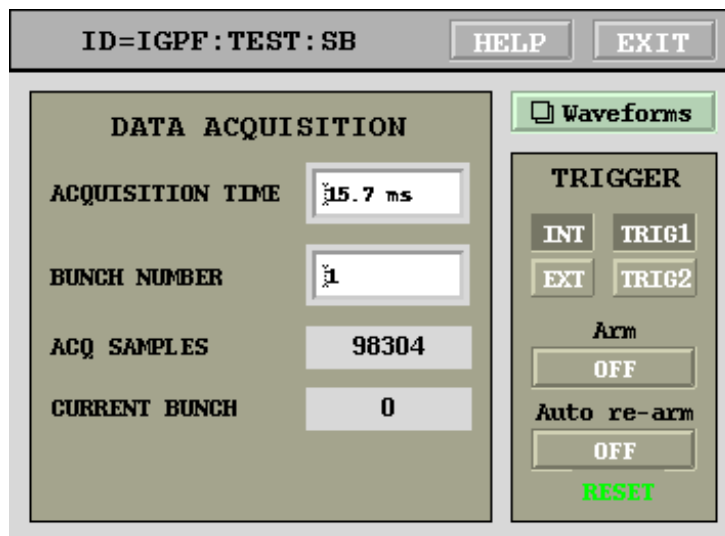 ID=IGPF:TEST:SB HELP EXIT
DATA ACQUISITION
ACQUISITION TIME 15.7 ms
BUNCH NUMBER 1
ACQ SAMPLES 98304
CURRENT BUNCH 0
Waveforms
TRIGGER
INT TRIG1
EXT TRIG2
Arm
OFF
Auto re-arm
OFF
RESET